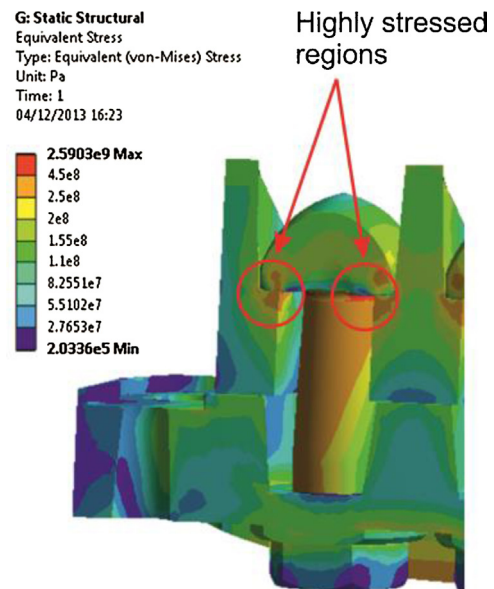 G: Static Structural
Equivalent Stress
Type: Equivalent (von-Mises) Stress
Unit: Pa
Time: 1
04/12/2013 16:23
Highly stressed
regions
2.5903e9 Max
4.5e8
2.5e8
2e8
1.55e8
1.1e8
8.2551e7
5.5102e7
2.7653e7
2.0336e5 Min